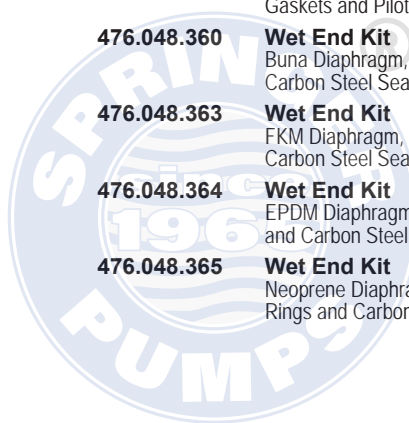 Gaskets and Pilot
476.048.360 Wet End Kit
Buna Diaphragm,
Carbon Steel Sea
476.048.363 Wet End Kit
FKM Diaphragm,
Carbon Steel Sea
476.048.364 Wet End Kit
EPDM Diaphragm
and Carbon Steel
476.048.365 Wet End Kit
Neoprene Diaphra
Rings and Carbon
SPRINTER
®
since
1965
PUMPS